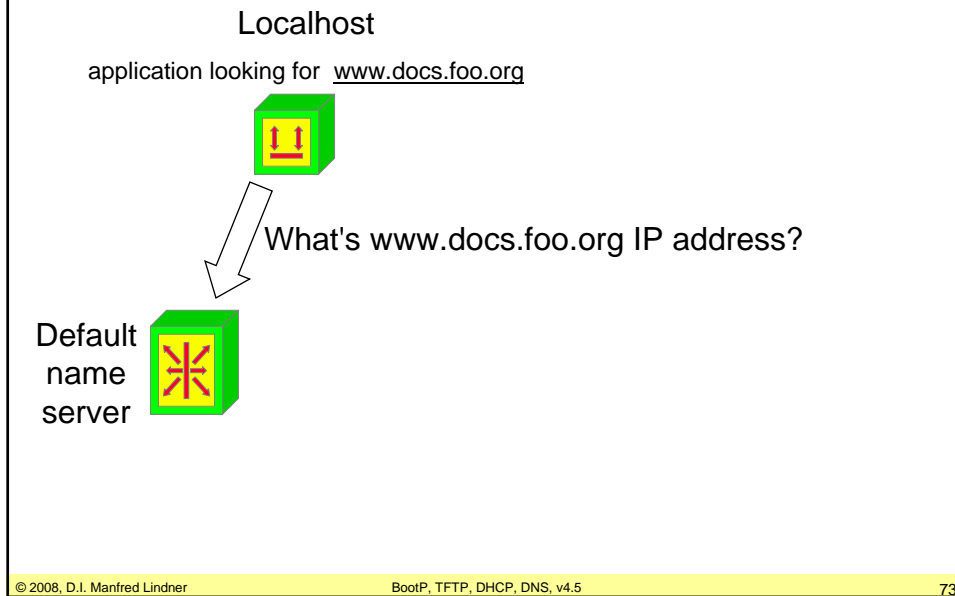 Localhost
application looking for www.docs.foo.org
What's www.docs.foo.org IP address?
Default
name
server
© 2008, D.I. Manfred Lindner
BootP, TFTP, DHCP, DNS, v4.5
73